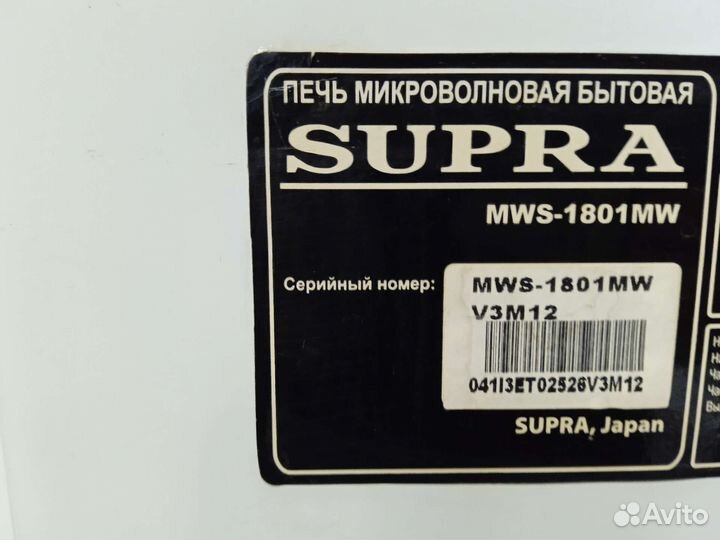 ПЕЧЬ МИКРОВОЛНОВАЯ БЫТОВАЯ
SUPRA
MWS-1801MW
Серийный номер:
MWS-1801MW
V3M12
041I3ET02526V3M12
SUPRA, Japan
Avito